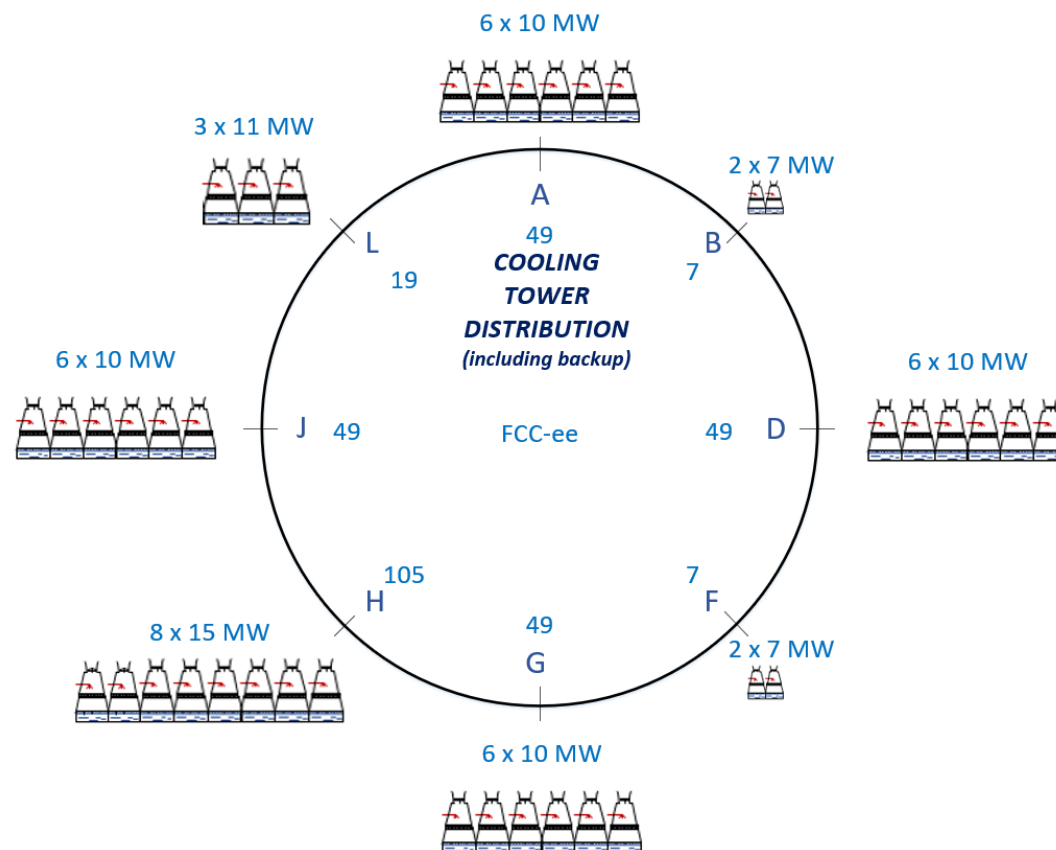 6 x 10 MW
3 x 11 MW
2 x 7 MW
A
L
49
B
19
COOLING
7
TOWER
DISTRIBUTION
(including backup)
6 x 10 MW
6 x 10 MW
J
49
FCC-ee
49
D
105
7
H
49
F
8 x 15 MW
G
2 x 7 MW
6 x 10 MW